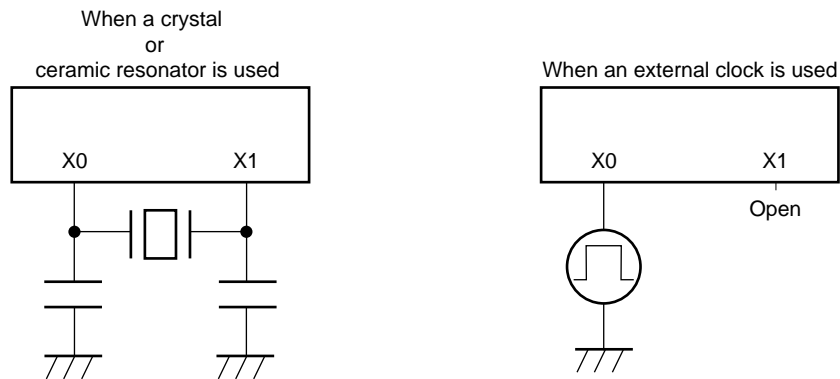 When a crystal
or
ceramic resonator is used
X0
X1
When an external clock is used
X0
X1
Open